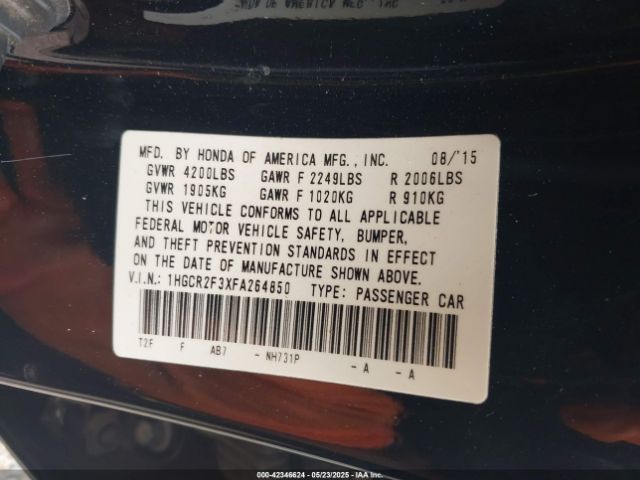 MFD. BY HONDA OF AMERICA MFG., INC. 08/'15
GVWR 4200LBS GAWR F 2249LBS R 2006LBS
GVWR 1905KG GAWR F 1020KG R 910KG
THIS VEHICLE CONFORMS TO ALL APPLICABLE
FEDERAL MOTOR VEHICLE SAFETY, BUMPER,
AND THEFT PREVENTION STANDARDS IN EFFECT
ON THE DATE OF MANUFACTURE SHOWN ABOVE.
V.I.N.: 1HGCR2F3XFA264850 TYPE: PASSENGER CAR
T2F F AB7 - NH731P - A - A
000-42346624 05/23/2025 IAA Inc.